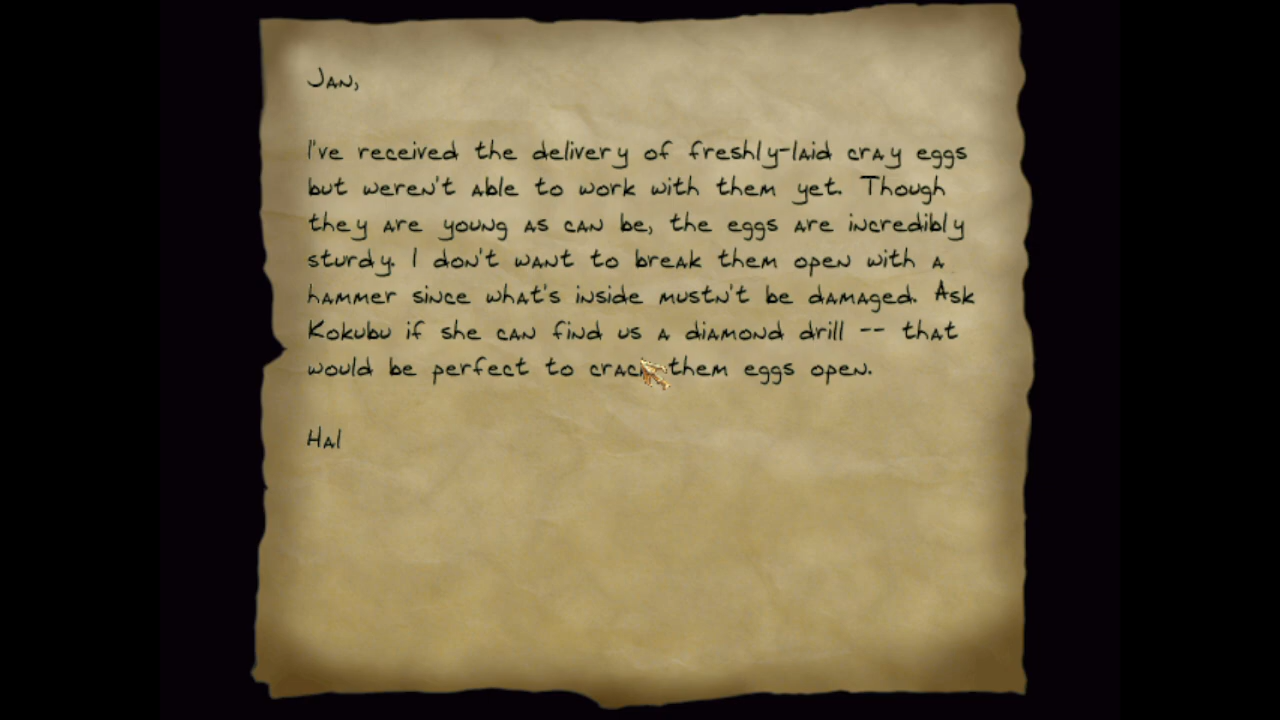 Jan,
I've received the delivery of freshly-laid cray eggs
but weren't able to work with them yet. Though
they are young as can be, the eggs are incredibly
sturdy. I don't want to break them open with a
hammer since what's inside mustn't be damaged. Ask
Kokubu if she can find us a diamond drill -- that
would be perfect to crack them eggs open.
Hal